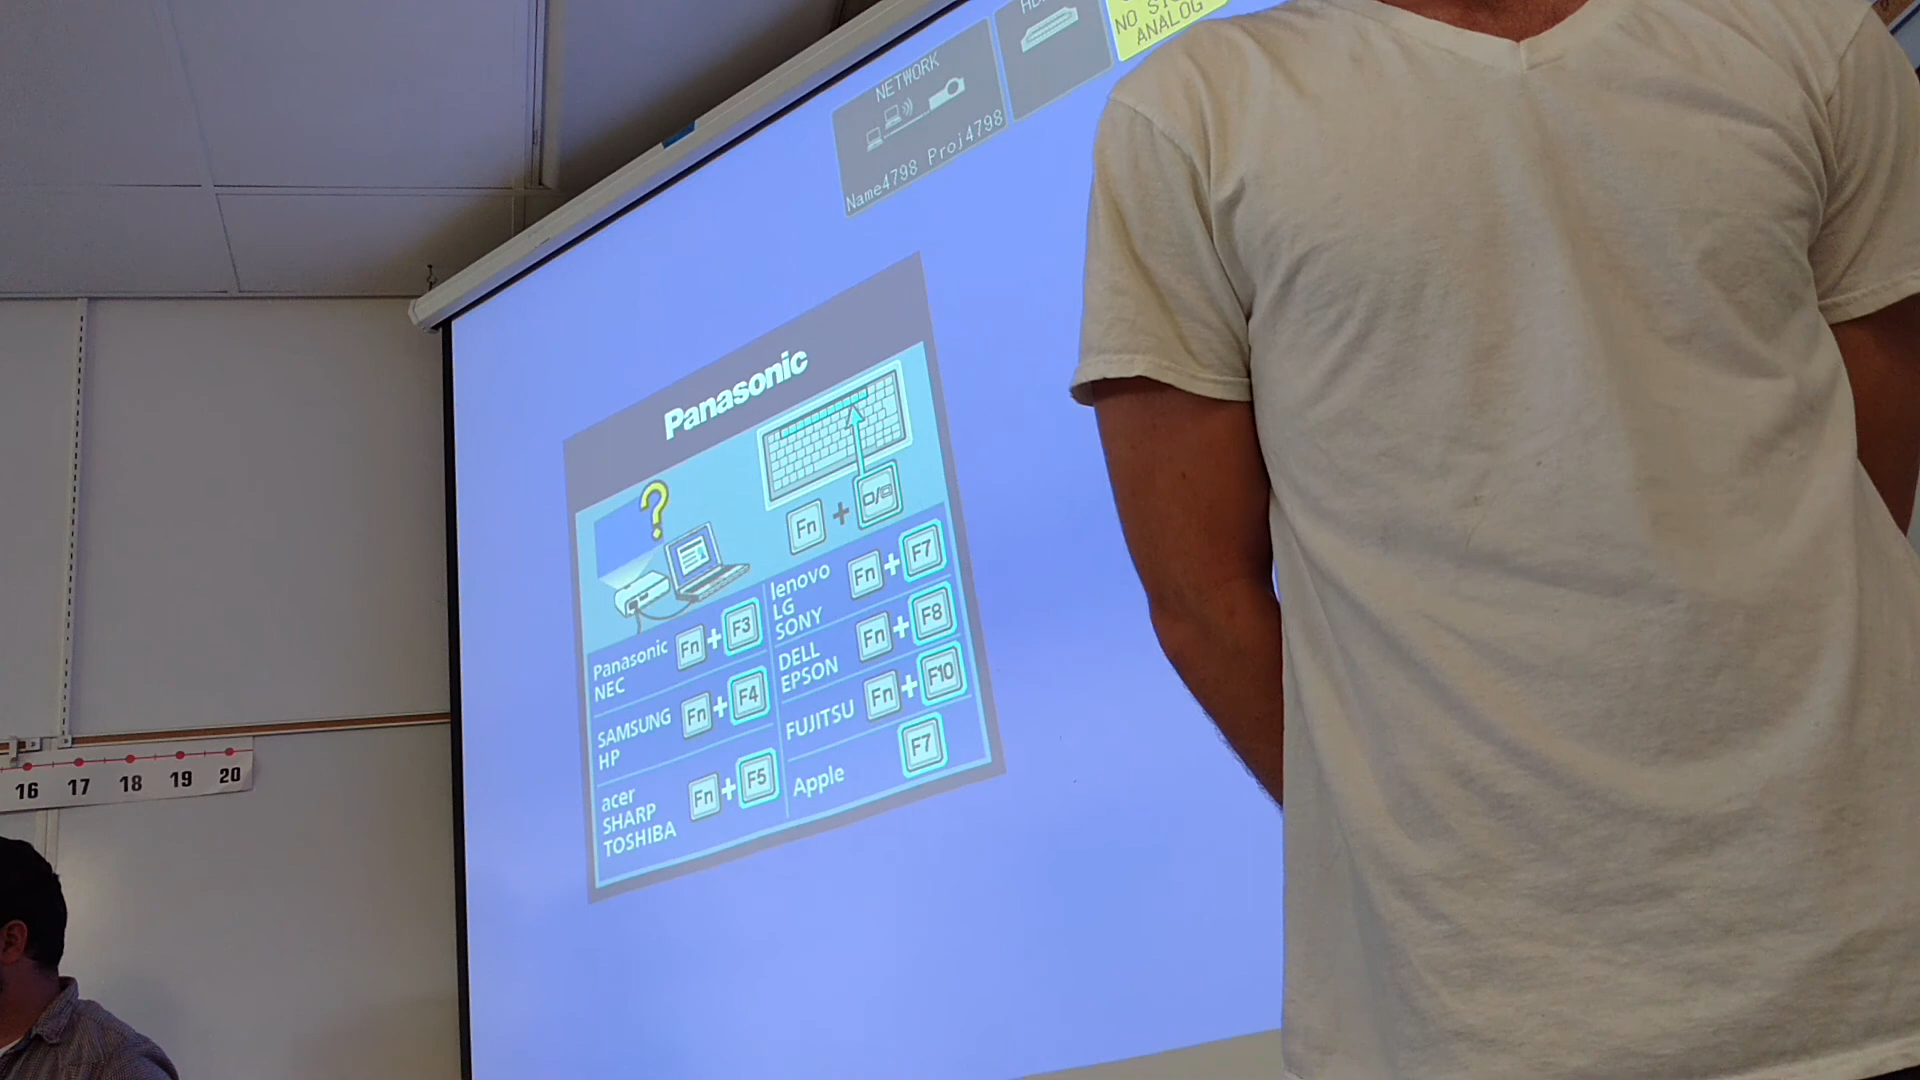 NETWORK
Name4798 Proj4798
NO
ANALOG
Panasonic
?
Fn + 
Panasonic
NEC
Fn + F3
SAMSUNG
HP
Fn + F4
acer
SHARP
TOSHIBA
Fn + F5
lenovo
LG
SONY
Fn + F7
DELL
EPSON
Fn + F8
FUJITSU
Fn + F10
Apple
F7
16 17 18 19 20